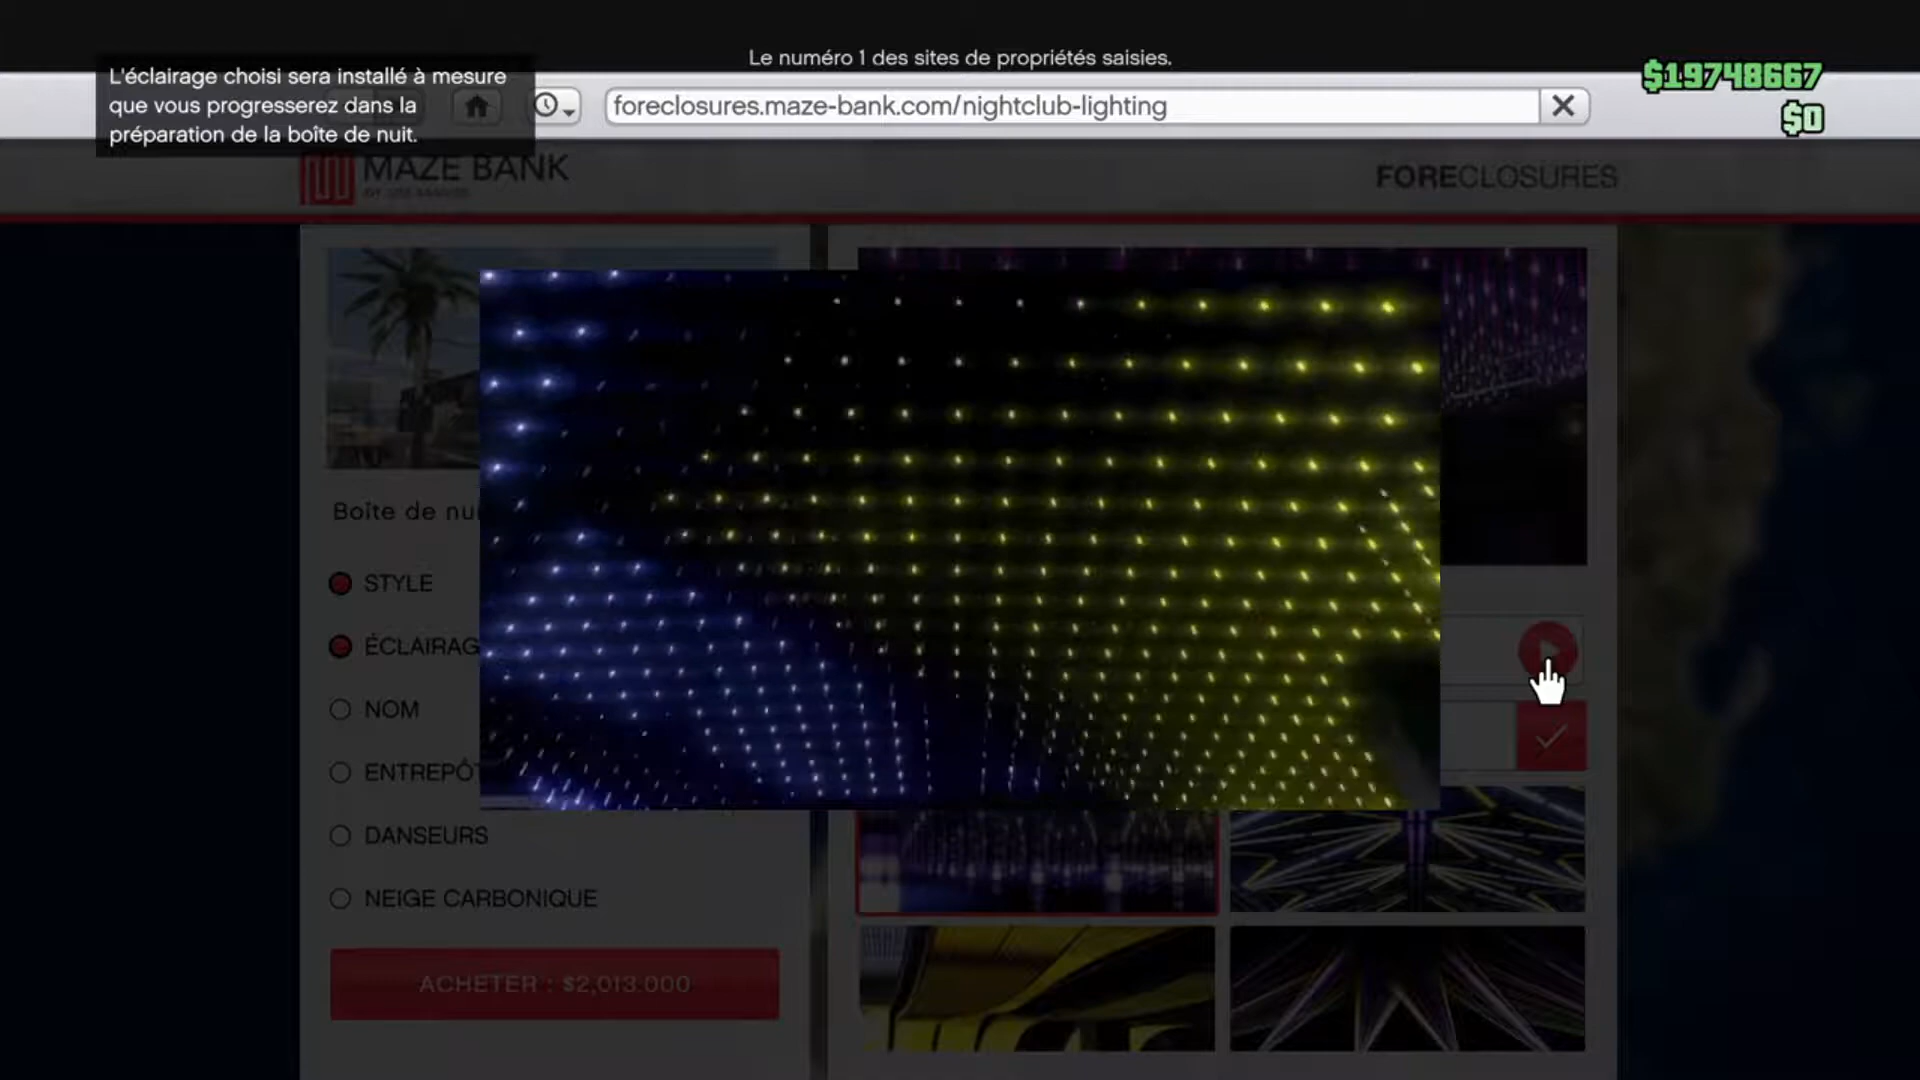 Le numéro 1 des sites de propriétés saisies.
L'éclairage choisi sera installé à mesure
que vous progresserez dans la
préparation de la boîte de nuit.
foreclosures.maze-bank.com/nightclub-lighting
$19748667
$0
MAZE BANK
FORECLOSURES
Boîte de nui
STYLE
ÉCLAIRAG
NOM
ENTREPÔT
DANSEURS
NEIGE CARBONIQUE
ACHETER : $2,013,000